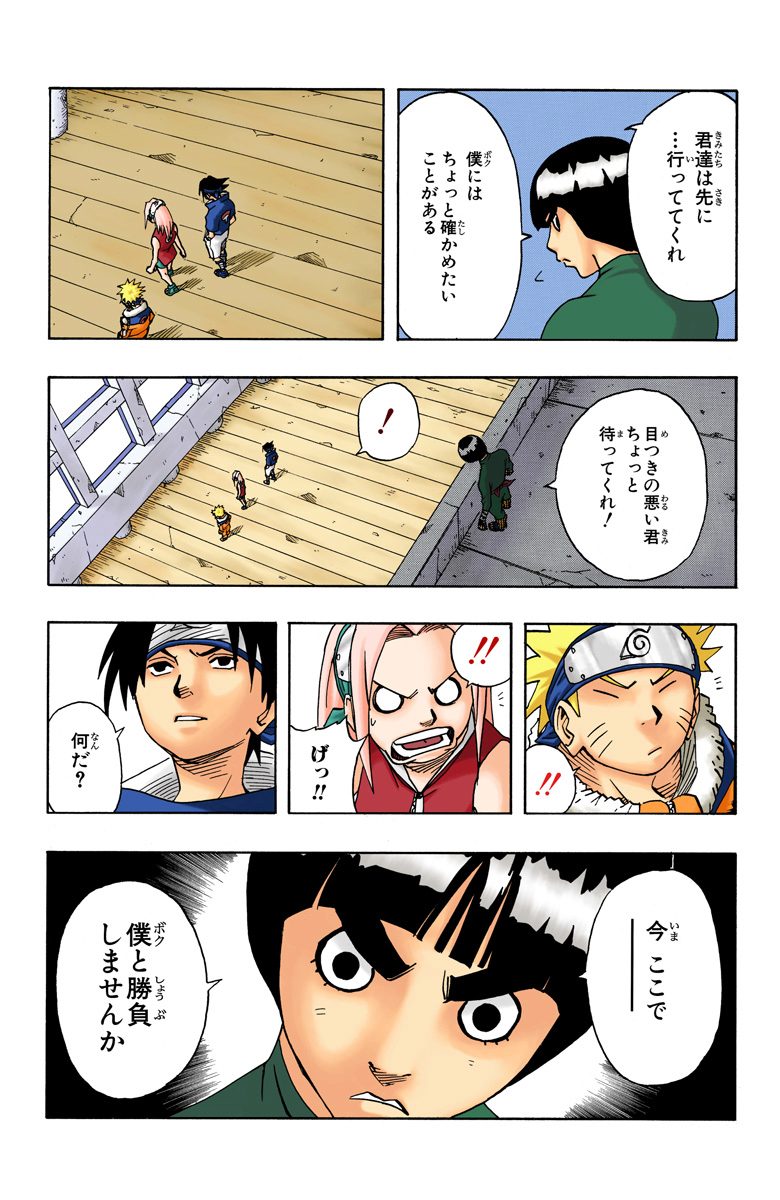 君達は先に
…行っててくれ
僕には
ちょっと確かめたい
ことがある
目つきの悪い君
ちょっと
待ってくれ!
!
!!
!!
げっ!!
何だ?
今 ここで
――
僕と勝負
しませんか